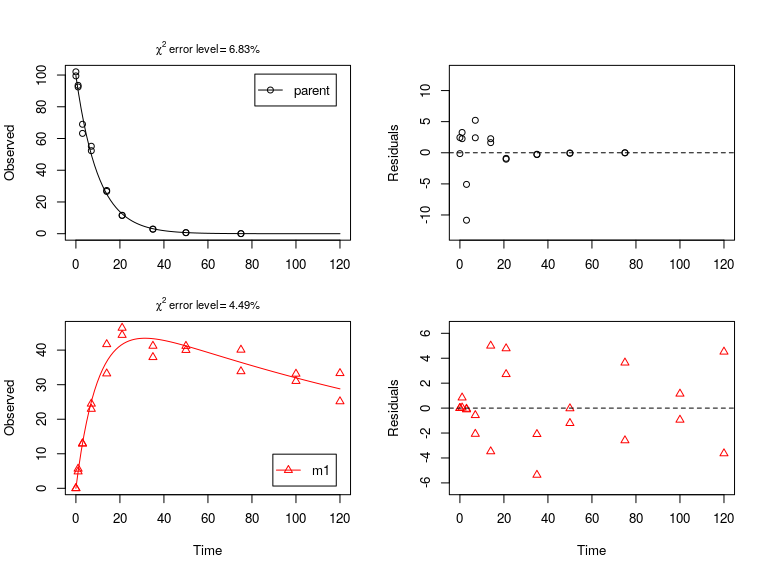 χ² error level = 6.83%
Observed
100
80
60
40
20
0
parent
0 20 40 60 80 100 120
Residuals
10
5
0
-5
-10
0 20 40 60 80 100 120
χ² error level = 4.49%
Observed
40
30
20
10
0
m1
0 20 40 60 80 100 120
Time
Residuals
6
4
2
0
-2
-4
-6
0 20 40 60 80 100 120
Time